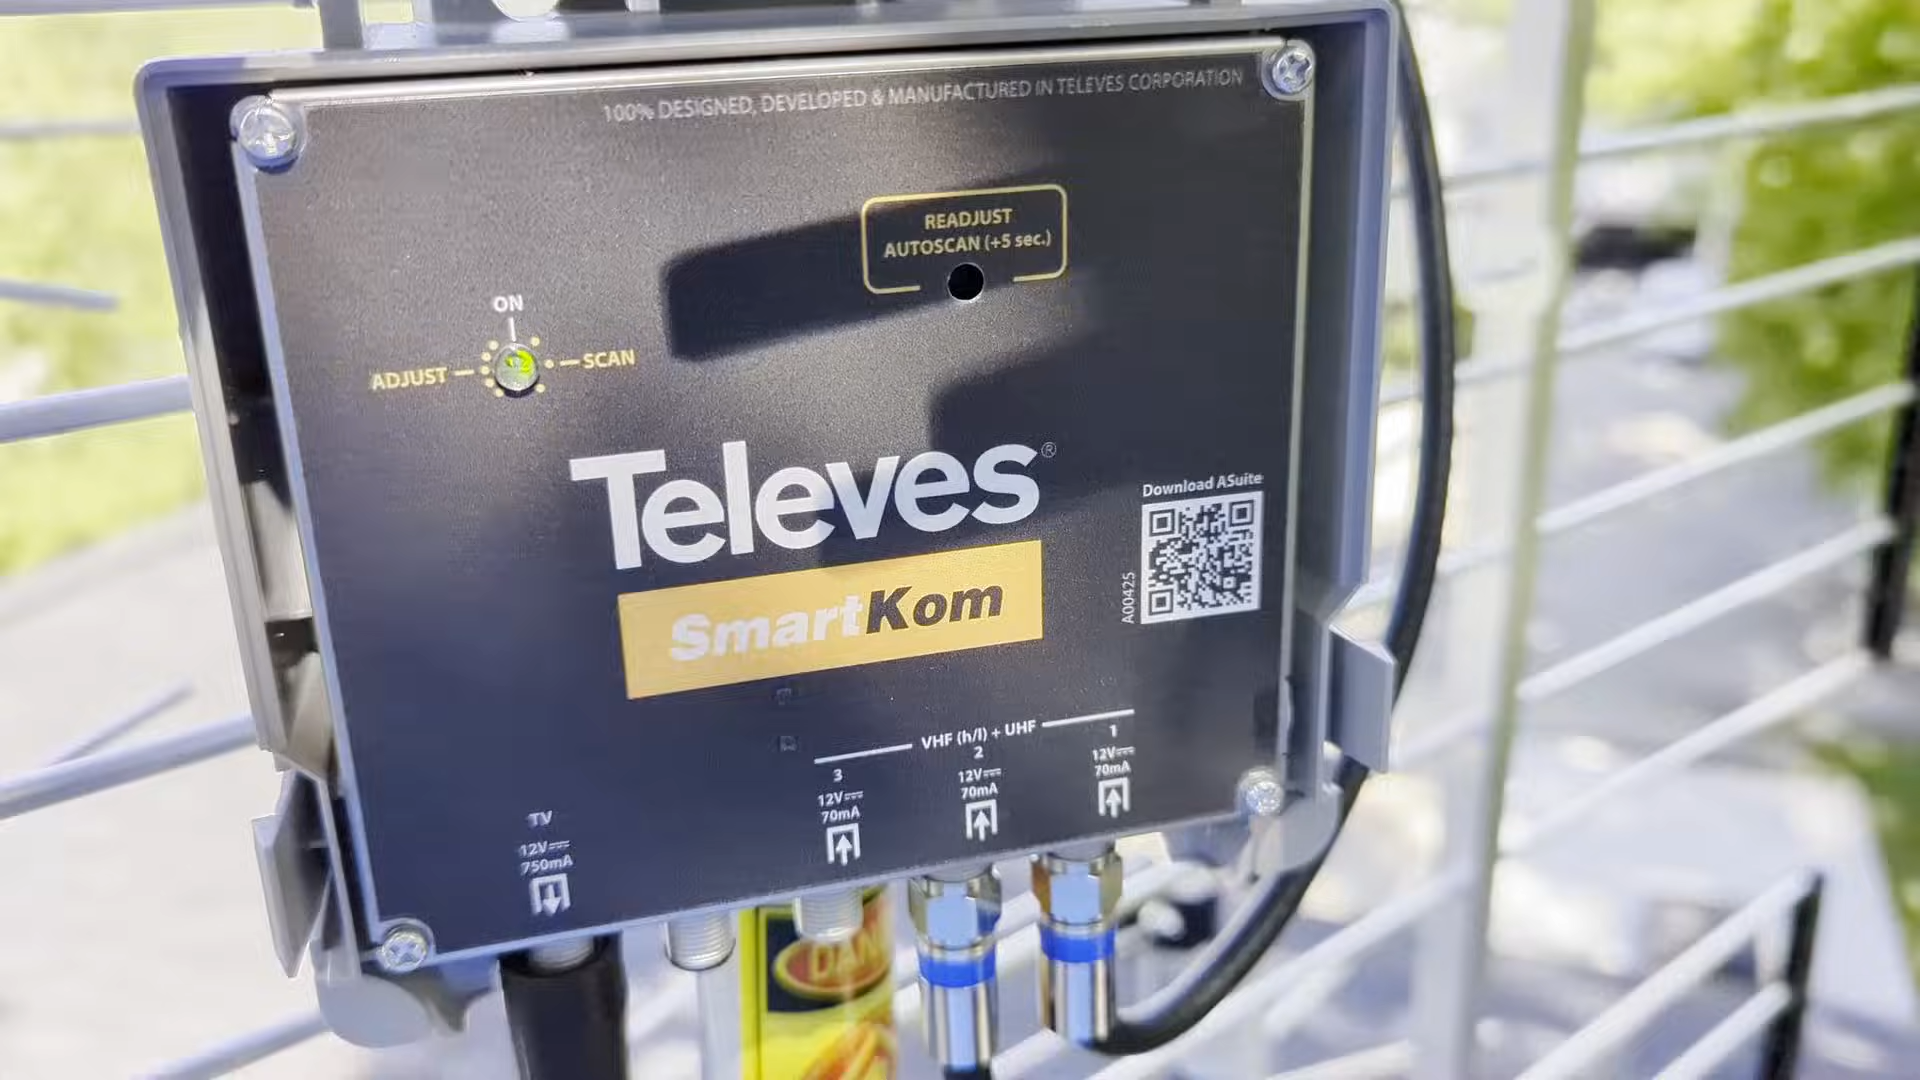 100% DESIGNED, DEVELOPED & MANUFACTURED IN TELEVES CORPORATION
READJUST
AUTOSCAN (+5 sec.)
ON
ADJUST
SCAN
Televes®
SmartKom
Download ASuite
A00425
VHF (h/l) + UHF
3
12V
70mA
2
12V
70mA
1
12V
70mA
TV
12V
750mA